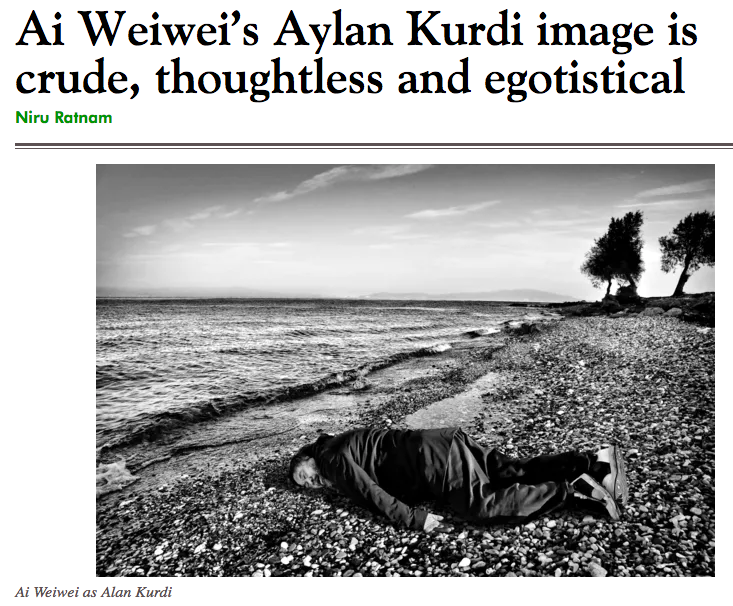 Ai Weiwei’s Aylan Kurdi image is
crude, thoughtless and egotistical
Niru Ratnam
Ai Weiwei as Alan Kurdi